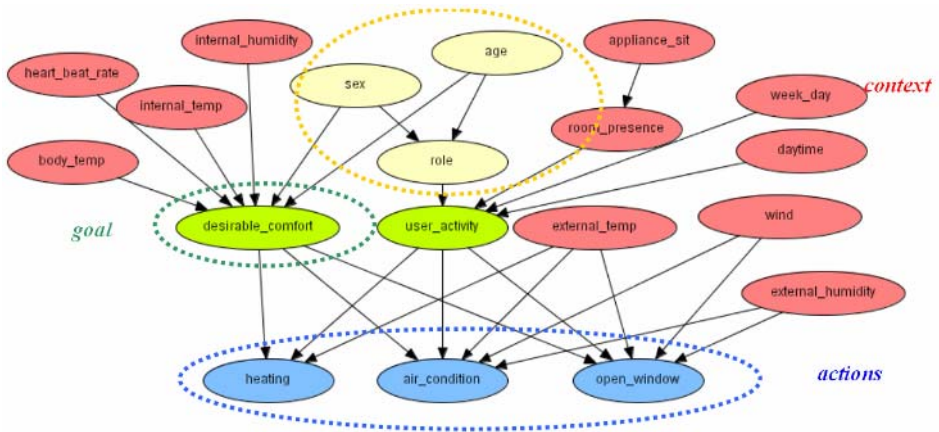 internal_humidity
age
appliance_sit
heart_beat_rate
sex
internal_temp
week_day
context
room_presence
body_temp
role
daytime
goal
desirable_comfort
user_activity
external_temp
wind
external_humidity
heating
air_condition
open_window
actions